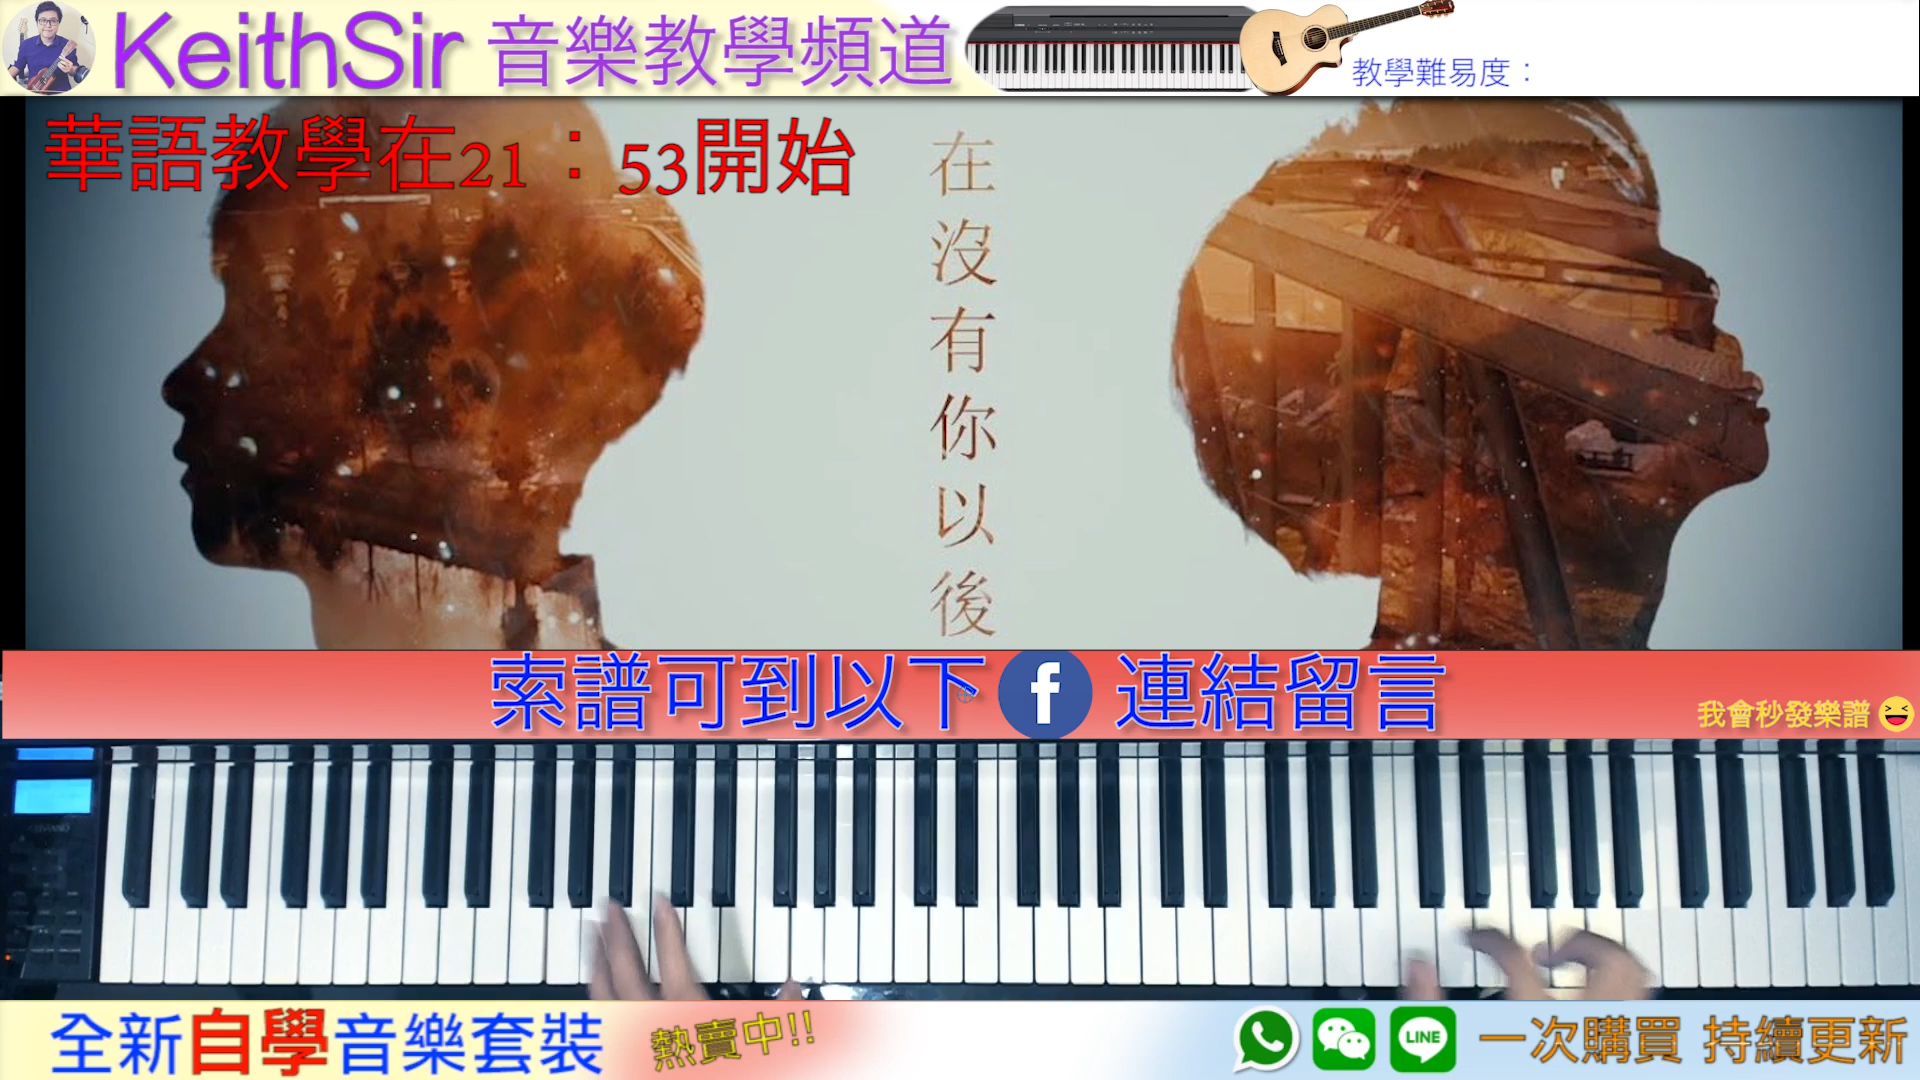 KeithSir 音樂教學頻道
教學難易度：
華語教學在21：53開始
在沒有你以後
索譜可到以下 f 連結留言
我會秒發樂譜
全新自學音樂套裝
熱賣中!!
LINE
一次購買 持續更新